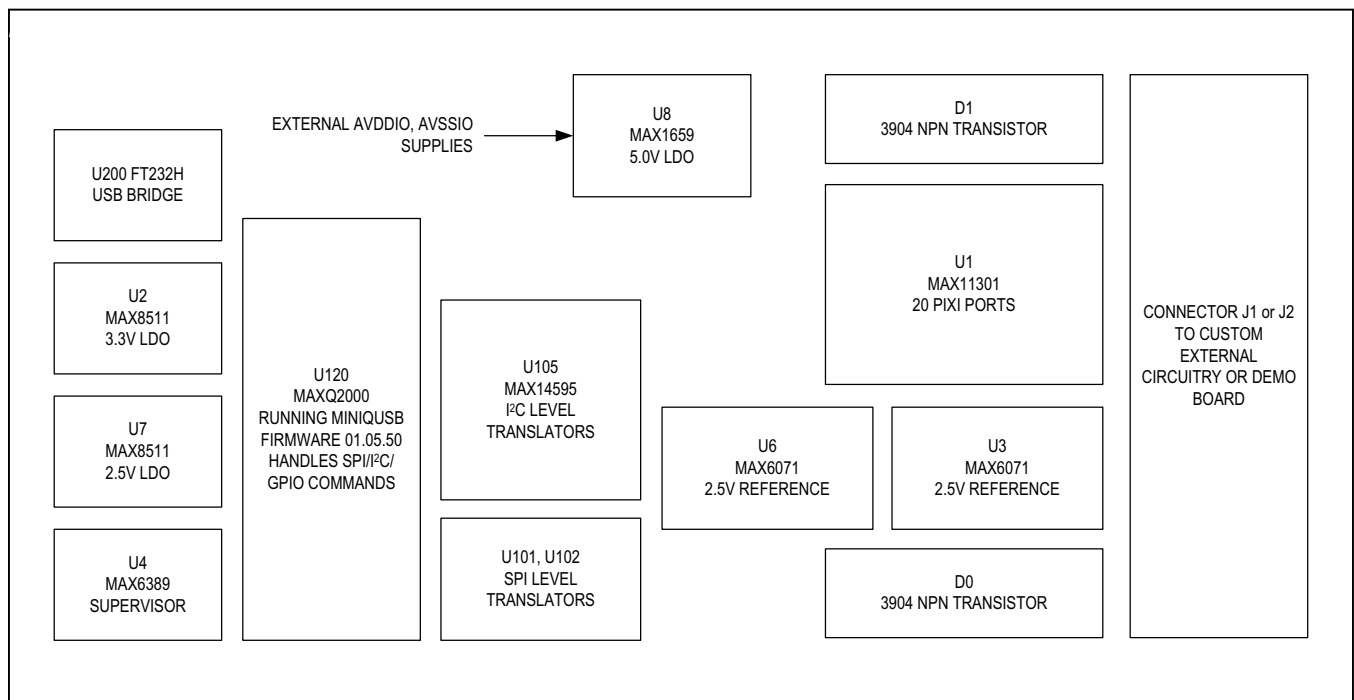 EXTERNAL AVDDIO, AVSSIO
SUPPLIES
U8
MAX1659
5.0V LDO
D1
3904 NPN TRANSISTOR
U200 FT232H
USB BRIDGE
U2
MAX8511
3.3V LDO
U7
MAX8511
2.5V LDO
U4
MAX6389
SUPERVISOR
U120
MAXQ2000
RUNNING MINIQUSB
FIRMWARE 01.05.50
HANDLES SPI/I²C/
GPIO COMMANDS
U105
MAX14595
I²C LEVEL
TRANSLATORS
U101, U102
SPI LEVEL
TRANSLATORS
U1
MAX11301
20 PIXI PORTS
U6
MAX6071
2.5V REFERENCE
U3
MAX6071
2.5V REFERENCE
D0
3904 NPN TRANSISTOR
CONNECTOR J1 or J2
TO CUSTOM
EXTERNAL
CIRCUITRY OR DEMO
BOARD